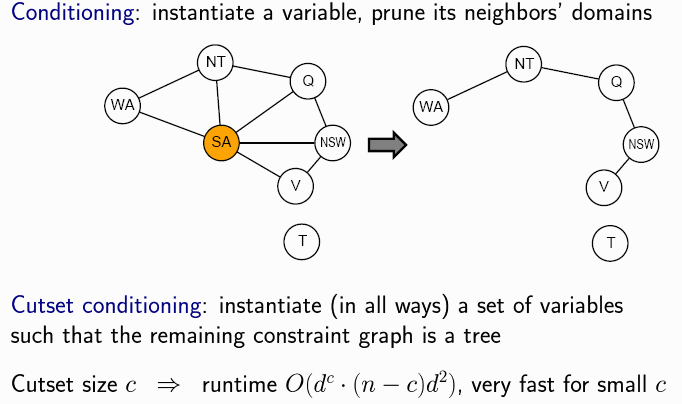 Conditioning: instantiate a variable, prune its neighbors' domains
NT
Q
WA
SA
NSW
V
T
NT
Q
WA
NSW
V
T
Cutset conditioning: instantiate (in all ways) a set of variables
such that the remaining constraint graph is a tree
Cutset size c ⇒ runtime O(dᶜ · (n − c)d²), very fast for small c